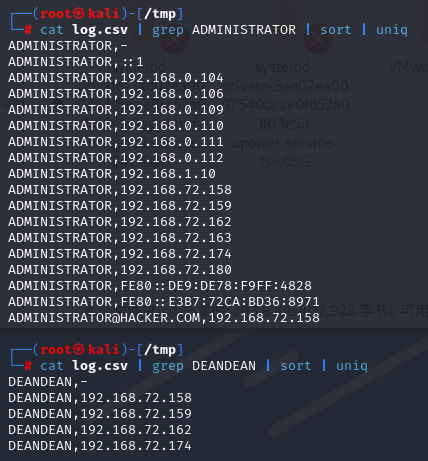 ┌──(root㉿kali)-[/tmp]
└─# cat log.csv | grep ADMINISTRATOR | sort | uniq
ADMINISTRATOR,-
ADMINISTRATOR,::1
ADMINISTRATOR,192.168.0.104
ADMINISTRATOR,192.168.0.106
ADMINISTRATOR,192.168.0.109
ADMINISTRATOR,192.168.0.110
ADMINISTRATOR,192.168.0.111
ADMINISTRATOR,192.168.0.112
ADMINISTRATOR,192.168.1.10
ADMINISTRATOR,192.168.72.158
ADMINISTRATOR,192.168.72.159
ADMINISTRATOR,192.168.72.162
ADMINISTRATOR,192.168.72.163
ADMINISTRATOR,192.168.72.174
ADMINISTRATOR,192.168.72.180
ADMINISTRATOR,FE80::DE9:DE78:F9FF:4828
ADMINISTRATOR,FE80::E3B7:72CA:BD36:8971
ADMINISTRATOR@HACKER.COM,192.168.72.158
┌──(root㉿kali)-[/tmp]
└─# cat log.csv | grep DEANDEAN | sort | uniq
DEANDEAN,-
DEANDEAN,192.168.72.158
DEANDEAN,192.168.72.159
DEANDEAN,192.168.72.162
DEANDEAN,192.168.72.174